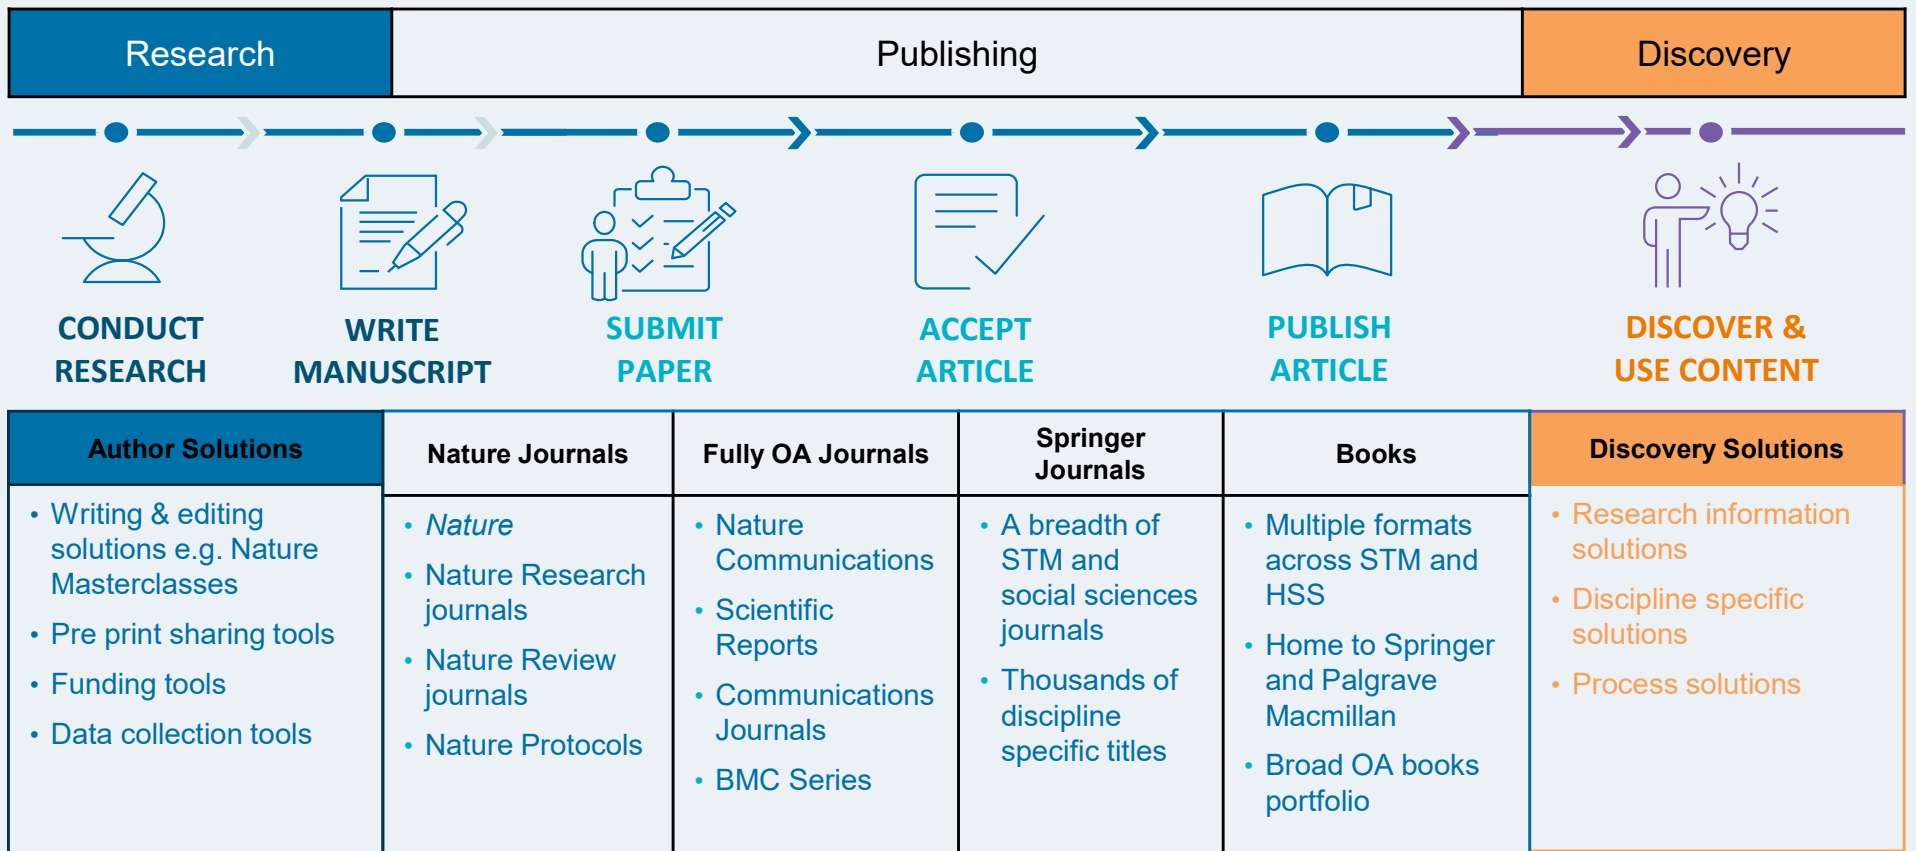 Research
Publishing
Discovery
CONDUCT
RESEARCH
WRITE
MANUSCRIPT
SUBMIT
PAPER
ACCEPT
ARTICLE
PUBLISH
ARTICLE
DISCOVER &
USE CONTENT
Author Solutions
• Writing & editing
solutions e.g. Nature
Masterclasses
• Pre print sharing tools
• Funding tools
• Data collection tools
Nature Journals
• Nature
• Nature Research
journals
• Nature Review
journals
• Nature Protocols
Fully OA Journals
• Nature
Communications
• Scientific
Reports
• Communications
Journals
• BMC Series
Springer
Journals
• A breadth of
STM and
social sciences
journals
• Thousands of
discipline
specific titles
Books
• Multiple formats
across STM and
HSS
• Home to Springer
and Palgrave
Macmillan
• Broad OA books
portfolio
Discovery Solutions
• Research information
solutions
• Discipline specific
solutions
• Process solutions